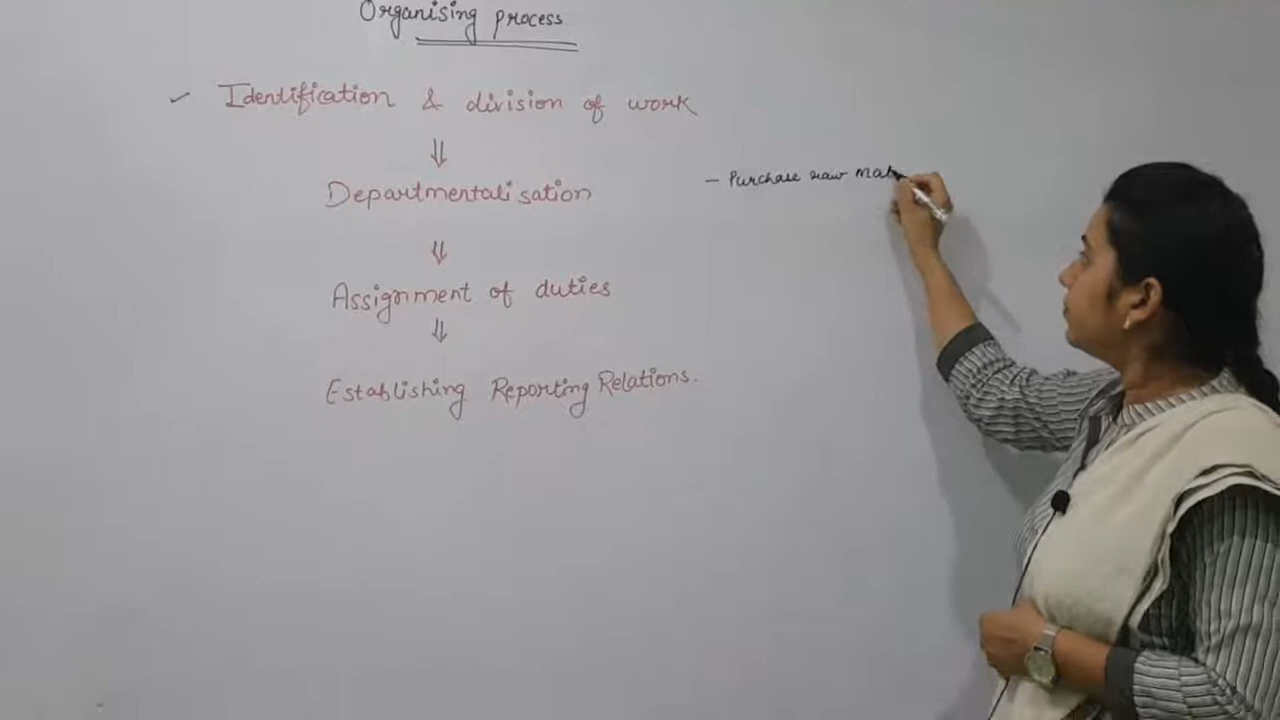 Organising process
✓ Identification & division of work
⇓
Departmentalisation
— Purchase raw mat
⇓
Assignment of duties
⇓
Establishing Reporting Relations.